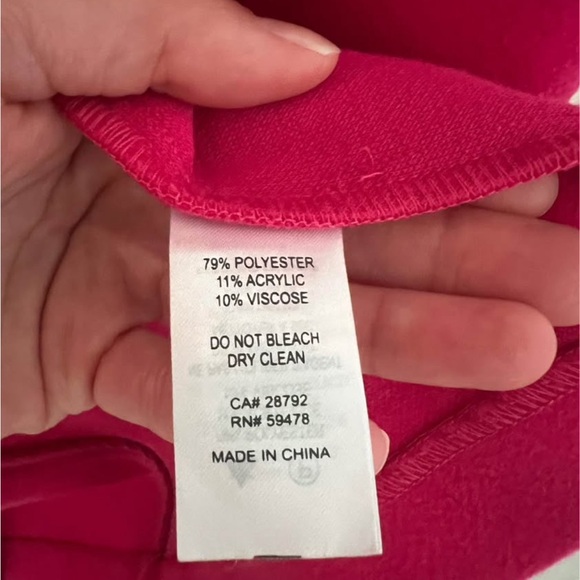 79% POLYESTER
11% ACRYLIC
10% VISCOSE
DO NOT BLEACH
DRY CLEAN
CA# 28792
RN# 59478
MADE IN CHINA